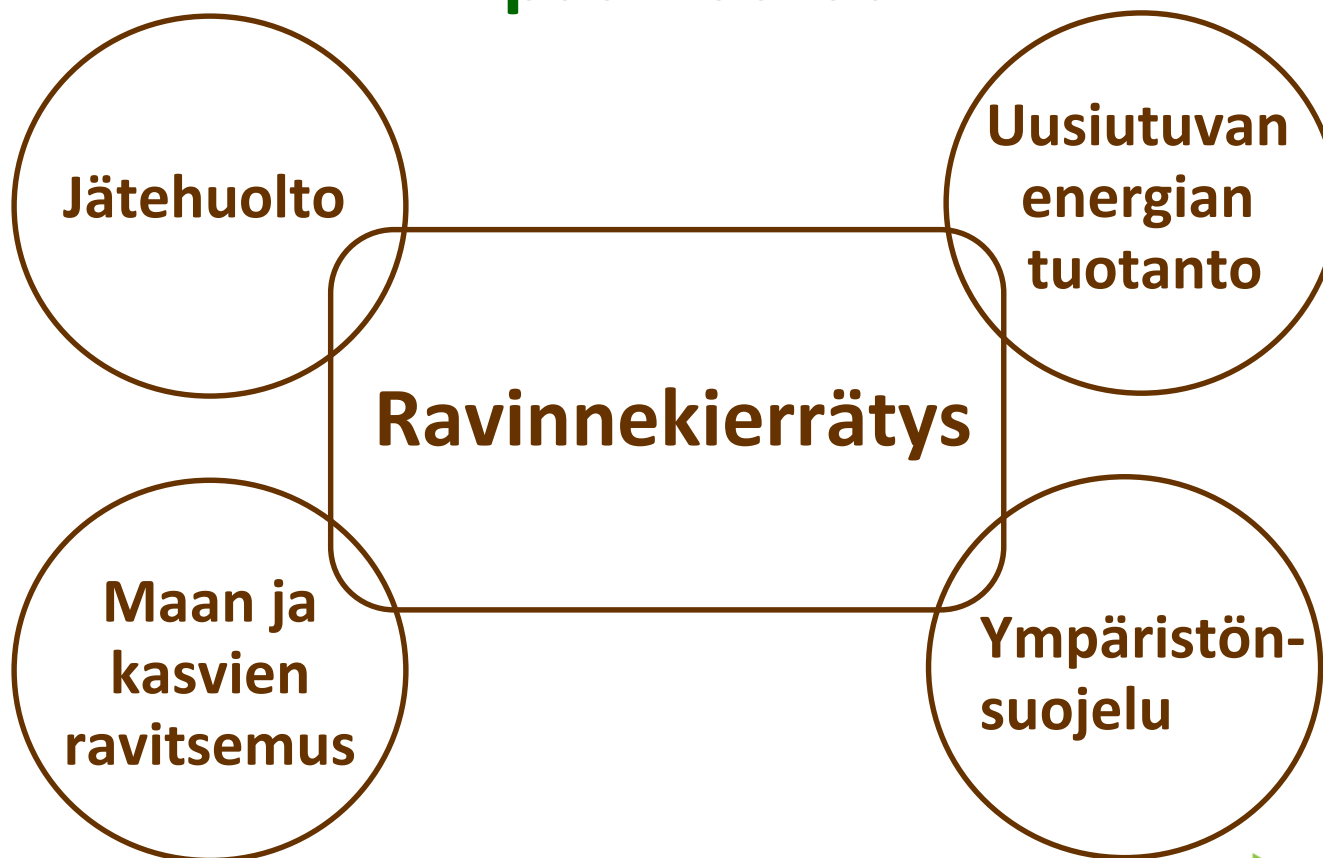 Jätehuolto
Uusiutuvan
energian
tuotanto
Ravinnekierrätys
Maan ja
kasvien
ravitsemus
Ympäristön-
suojelu